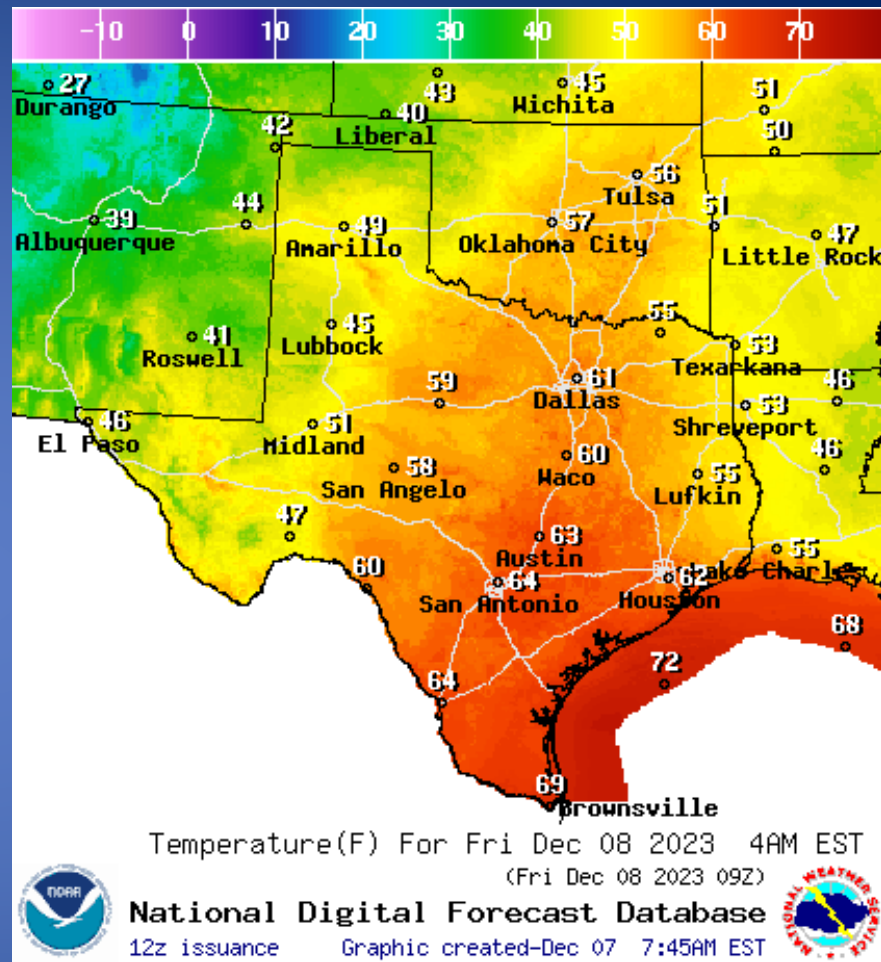 -10 0 10 20 30 40 50 60 70
27
Durango
43
40
Liberal
45
Wichita
51
50
42
56
Tulsa
39
Albuquerque
44
49
Amarillo
57
Oklahoma City
51
47
Little Rock
41
Roswell
45
Lubbock
55
53
Texarkana
59
61
Dallas
53
Shreveport
46
46
El Paso
51
Midland
58
San Angelo
60
Waco
55
Lufkin
46
47
63
Austin
60
64
San Antonio
62
Houston
55
Lake Charles
68
72
64
69
Brownsville
Temperature(F) For Fri Dec 08 2023 4AM EST
(Fri Dec 08 2023 09Z)
National Digital Forecast Database
12z issuance Graphic created-Dec 07 7:45AM EST
NOAA
NATIONAL WEATHER SERVICE